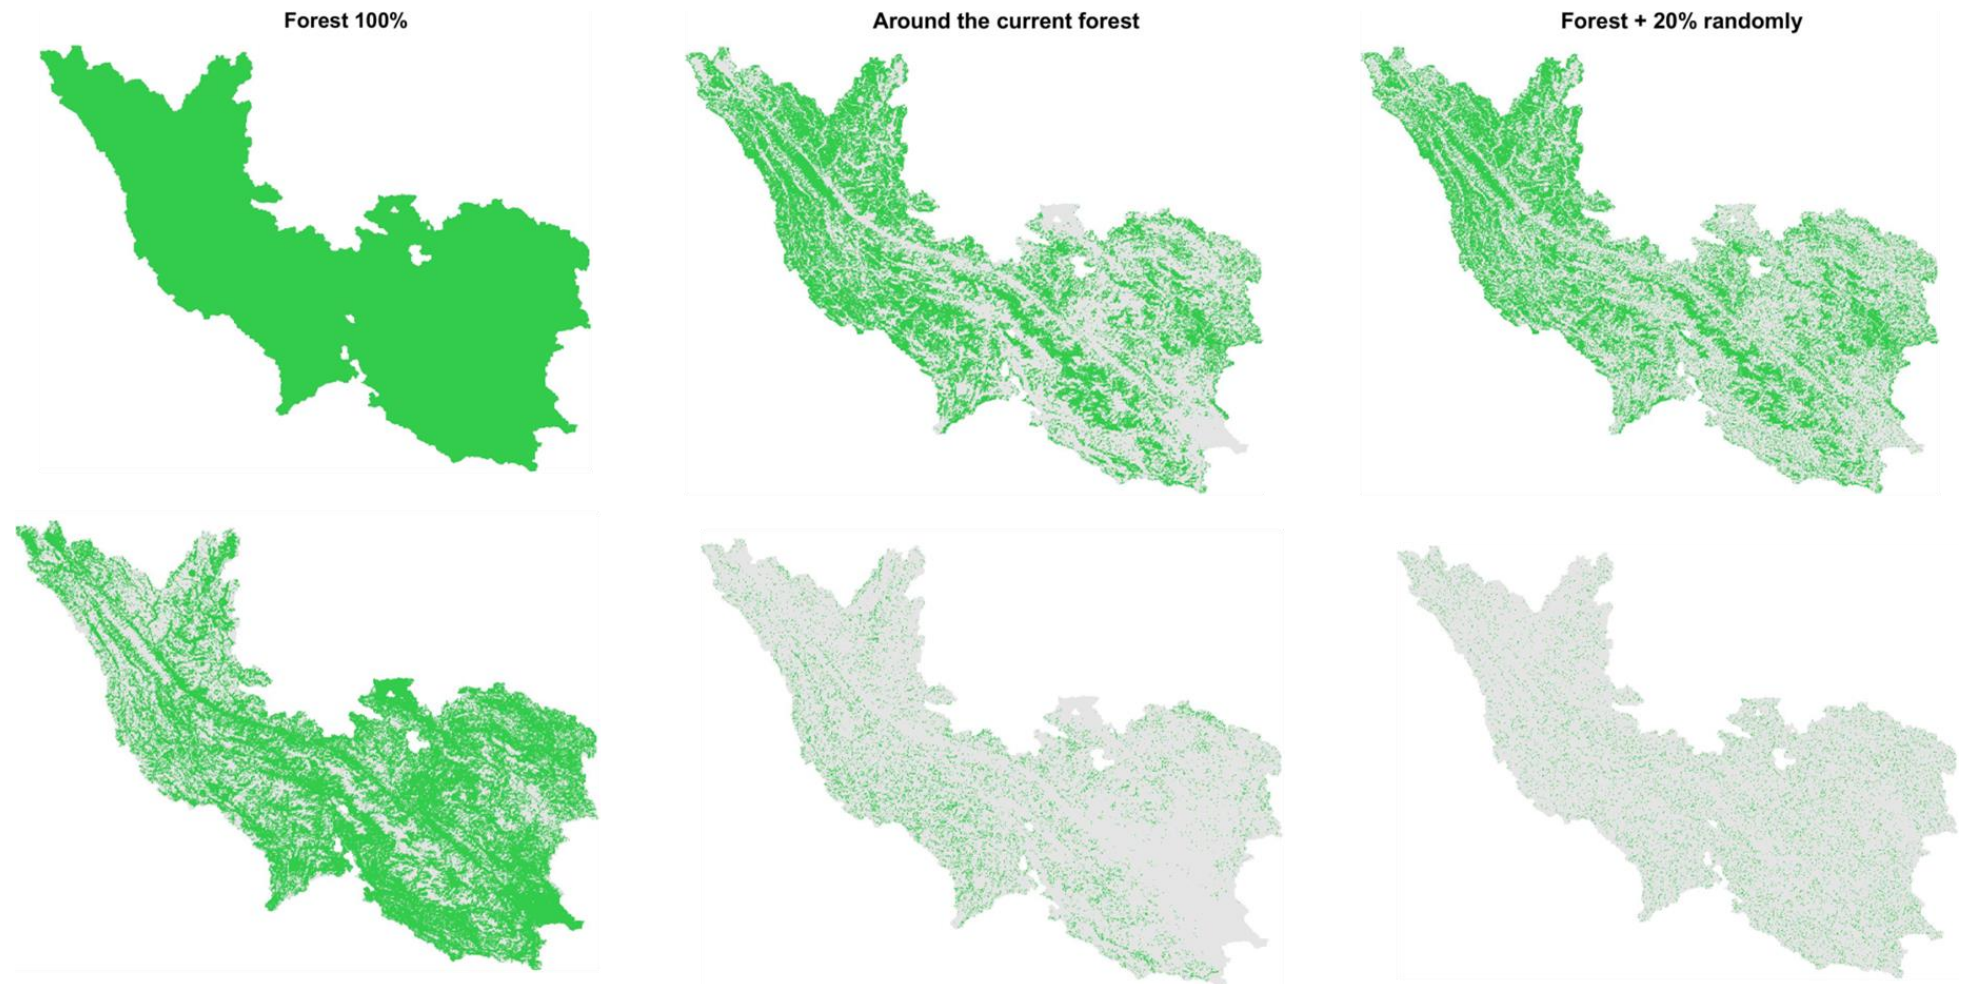 Forest 100%
Around the current forest
Forest + 20% randomly